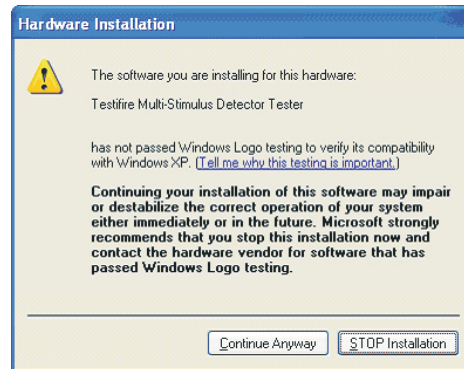 Hardware Installation
The software you are installing for this hardware:
Testifire Multi-Stimulus Detector Tester
has not passed Windows Logo testing to verify its compatibility
with Windows XP. (Tell me why this testing is important.)
Continuing your installation of this software may impair
or destabilize the correct operation of your system
either immediately or in the future. Microsoft strongly
recommends that you stop this installation now and
contact the hardware vendor for software that has
passed Windows Logo testing.
Continue Anyway STOP Installation